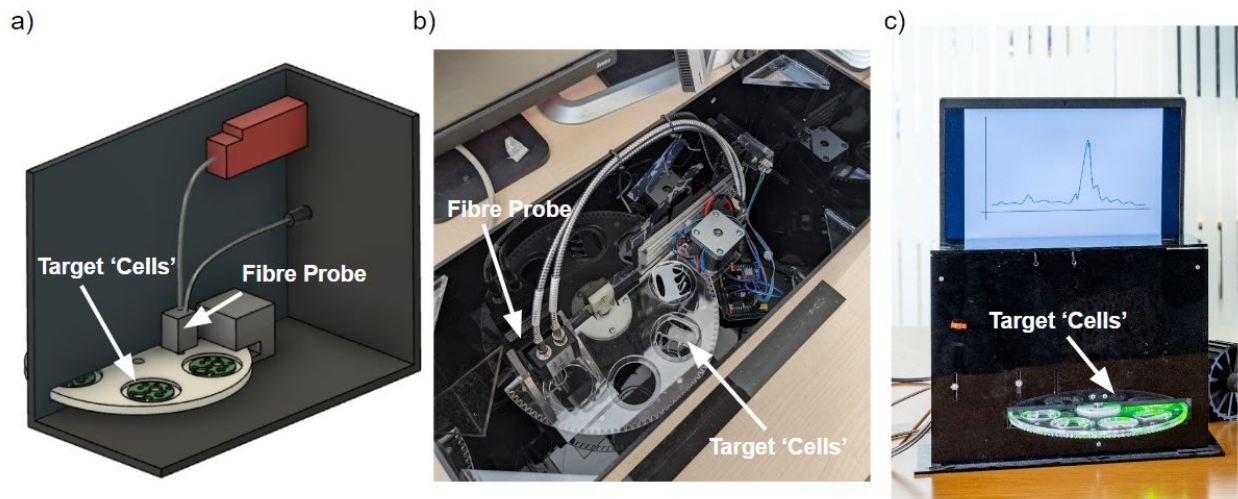 a)
Target ‘Cells’
Fibre Probe
b)
Fibre Probe
Target ‘Cells’
c)
Target ‘Cells’